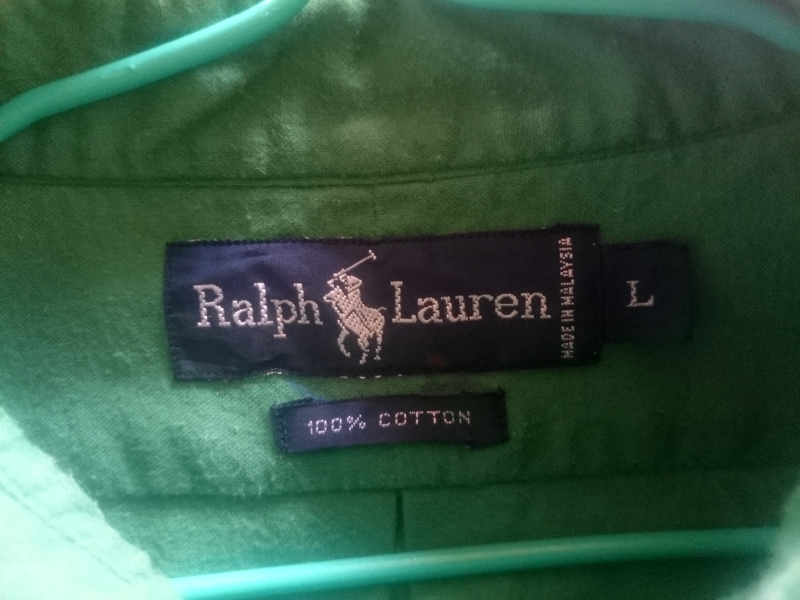 Ralph Lauren
MADE IN MALAYSIA
L
100% COTTON